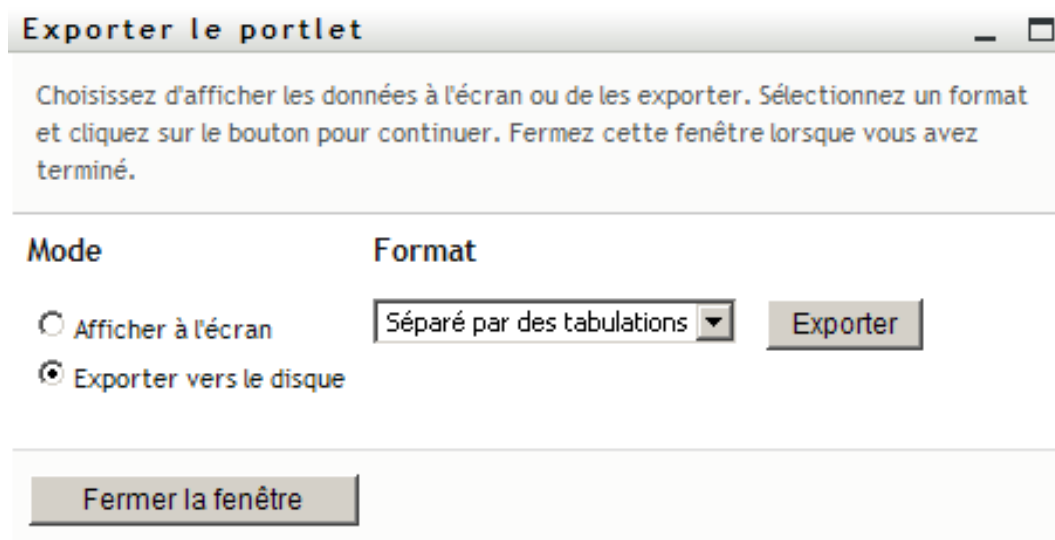 Exporter le portlet
Choisissez d'afficher les données à l'écran ou de les exporter. Sélectionnez un format
et cliquez sur le bouton pour continuer. Fermez cette fenêtre lorsque vous avez
terminé.
Mode Format
Afficher à l'écran Séparé par des tabulations Exporter
Exporter vers le disque
Fermer la fenêtre